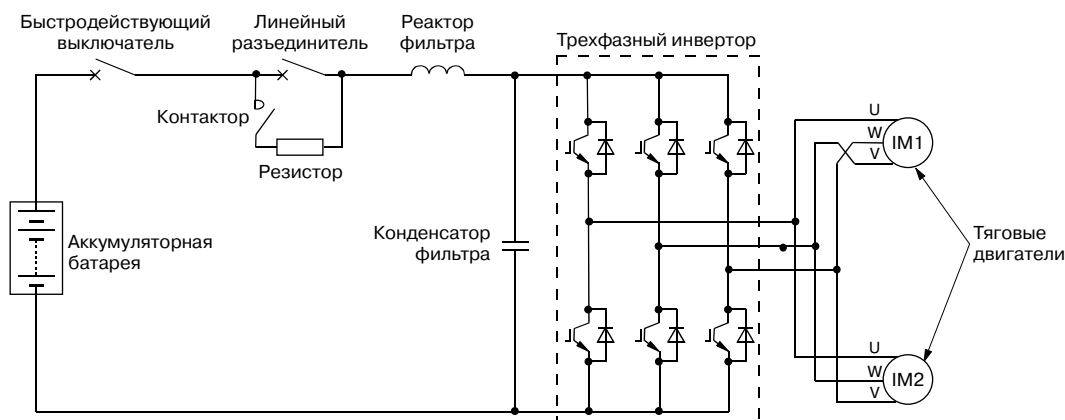 Быстродействующий
выключатель
Линейный
разъединитель
Реактор
фильтра
Трехфазный инвертор
Контактор
Резистор
U
W
V
IM1
Аккумуляторная
батарея
Конденсатор
фильтра
Тяговые
двигатели
U
W
V
IM2